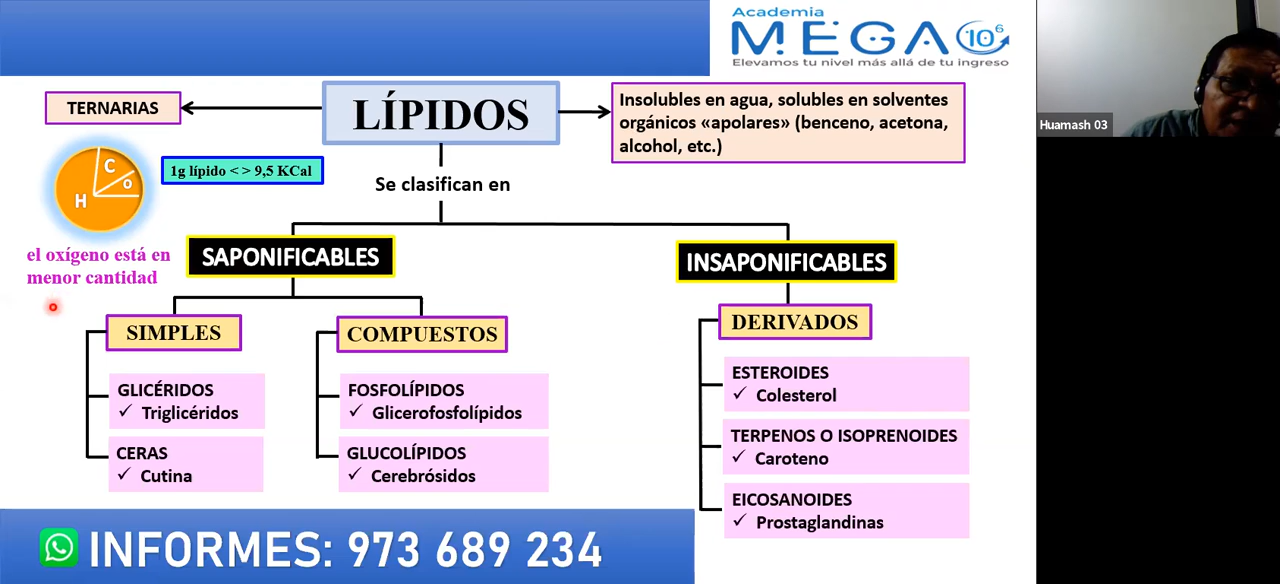 Academia
MEGA 10⁶
Elevamos tu nivel más allá de tu ingreso
Huamash 03
TERNARIAS
LÍPIDOS
Insolubles en agua, solubles en solventes
orgánicos «apolares» (benceno, acetona,
alcohol, etc.)
C
O
H
1g lípido < > 9,5 KCal
Se clasifican en
el oxígeno está en
menor cantidad
SAPONIFICABLES
INSAPONIFICABLES
SIMPLES
COMPUESTOS
DERIVADOS
GLICÉRIDOS
✓ Triglicéridos
CERAS
✓ Cutina
FOSFOLÍPIDOS
✓ Glicerofosfolípidos
GLUCOLÍPIDOS
✓ Cerebrósidos
ESTEROIDES
✓ Colesterol
TERPENOS O ISOPRENOIDES
✓ Caroteno
EICOSANOIDES
✓ Prostaglandinas
INFORMES: 973 689 234